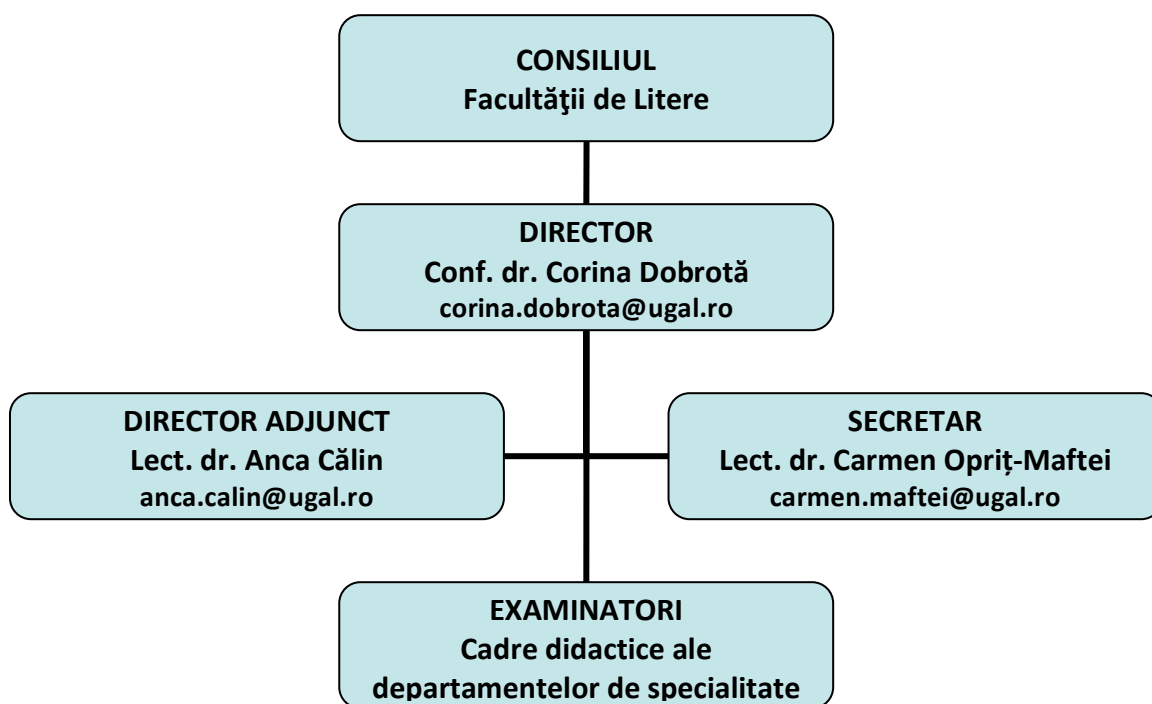 CONSILIUL
Facultăţii de Litere
DIRECTOR
Conf. dr. Corina Dobrotă
corina.dobrota@ugal.ro
DIRECTOR ADJUNCT
Lect. dr. Anca Călin
anca.calin@ugal.ro
SECRETAR
Lect. dr. Carmen Opriț-Maftei
carmen.maftei@ugal.ro
EXAMINATORI
Cadre didactice ale
departamentelor de specialitate